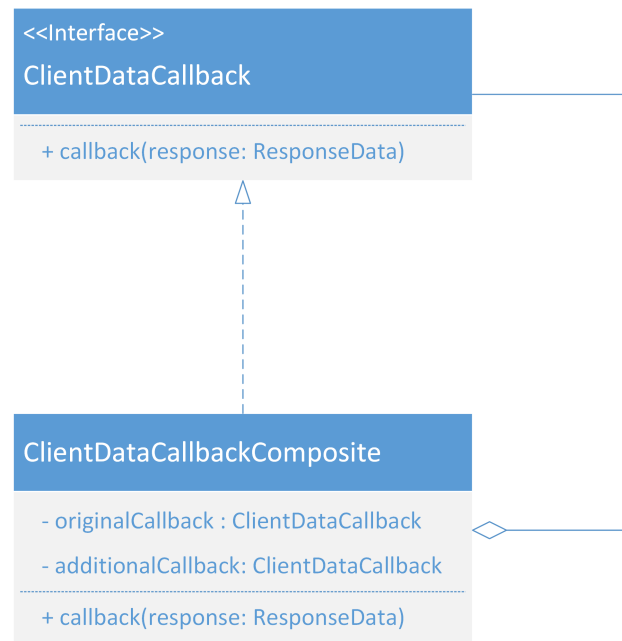 <<Interface>>
ClientDataCallback
+ callback(response: ResponseData)
ClientDataCallbackComposite
- originalCallback : ClientDataCallback
- additionalCallback: ClientDataCallback
+ callback(response: ResponseData)